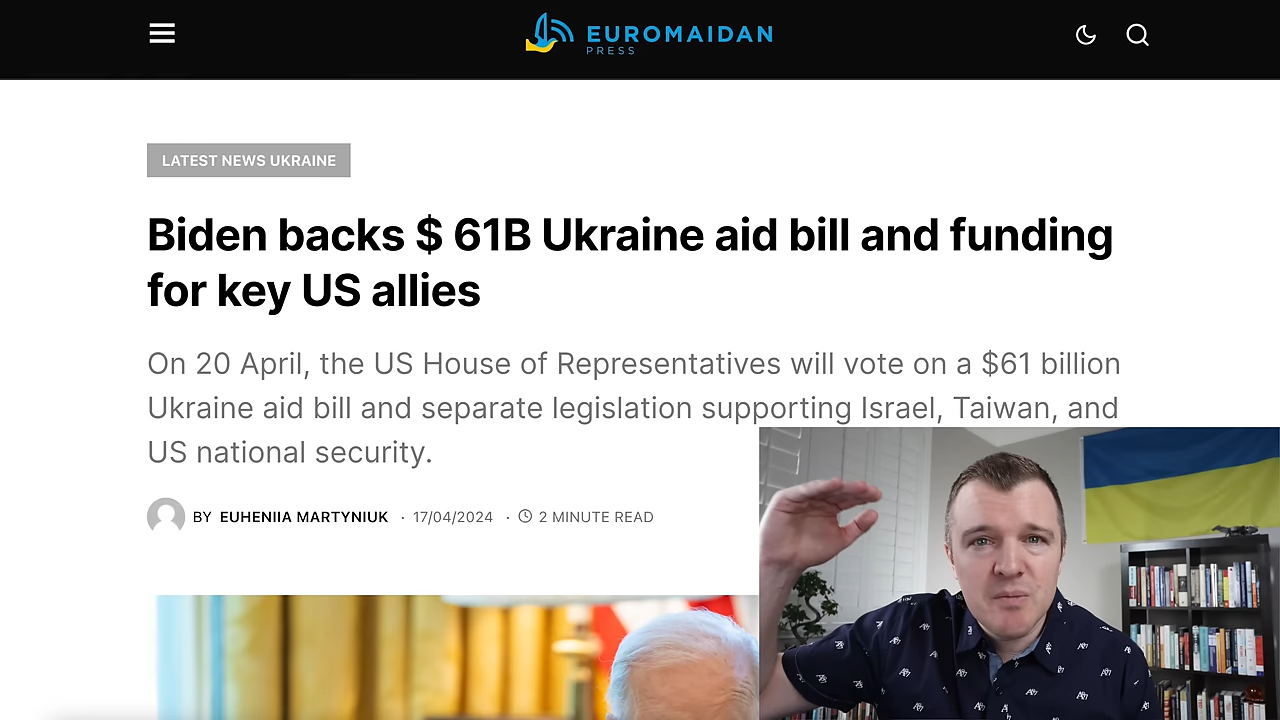 EUROMAIDAN
PRESS
LATEST NEWS UKRAINE
Biden backs $ 61B Ukraine aid bill and funding
for key US allies
On 20 April, the US House of Representatives will vote on a $61 billion
Ukraine aid bill and separate legislation supporting Israel, Taiwan, and
US national security.
BY EUHENIIA MARTYNIUK · 17/04/2024 · 2 MINUTE READ